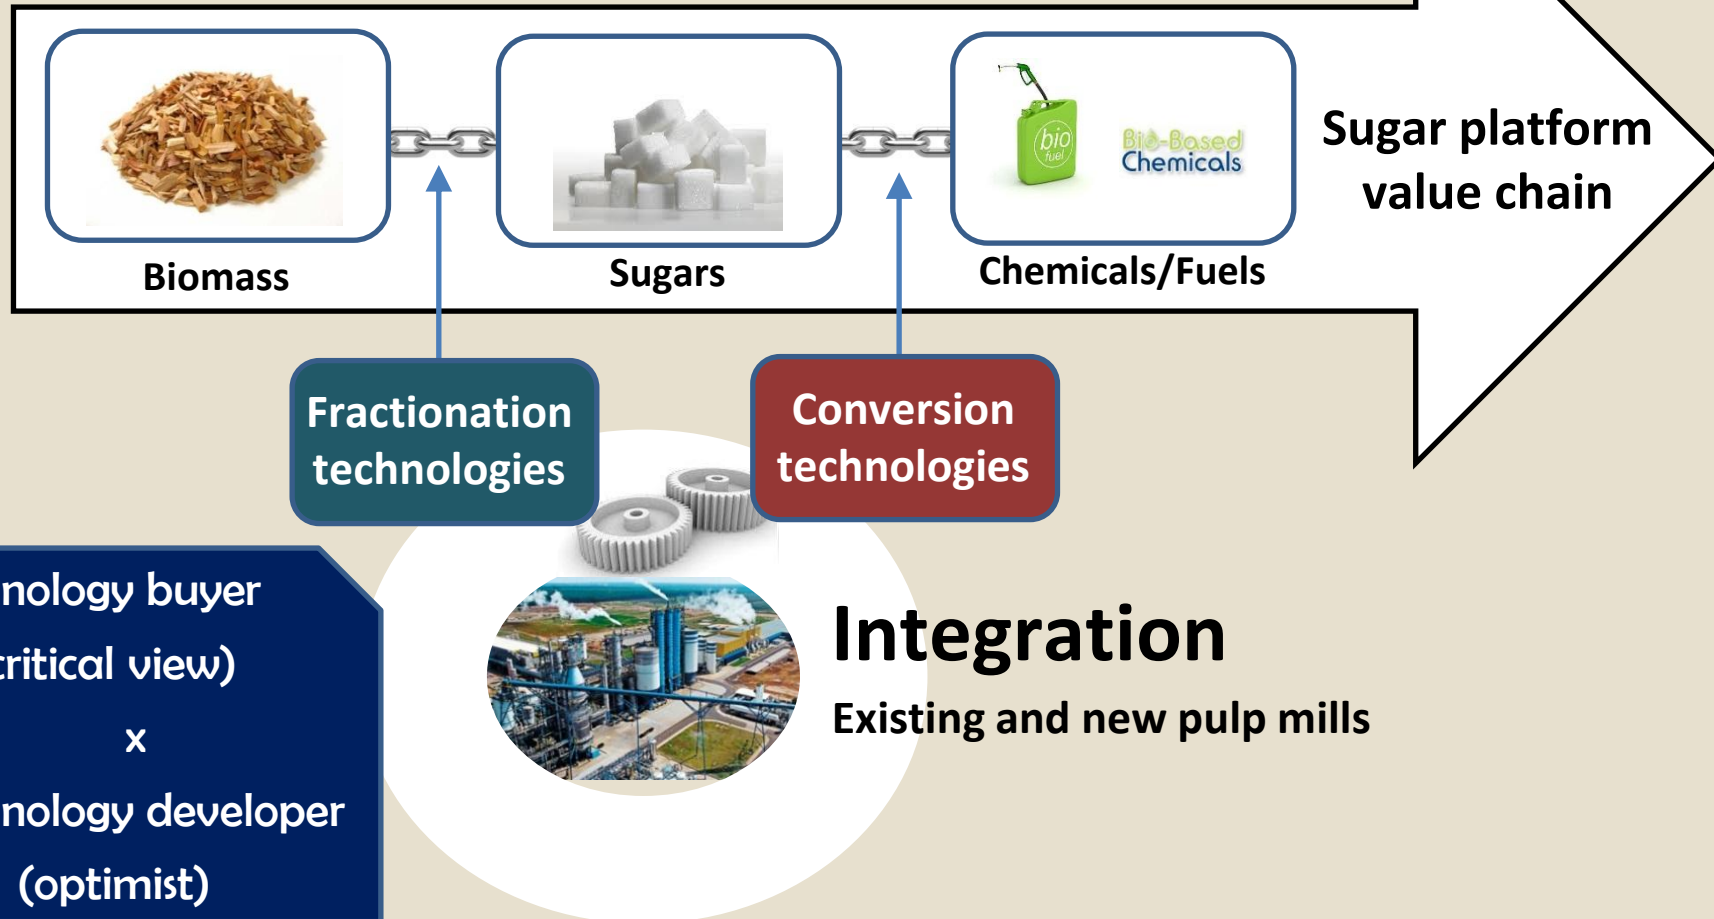 bio
fuel
Bio-Based
Chemicals
Sugar platform
value chain
Biomass
Sugars
Chemicals/Fuels
Fractionation
technologies
Conversion
technologies
nology buyer
critical view)
x
nology developer
(optimist)
Integration
Existing and new pulp mills